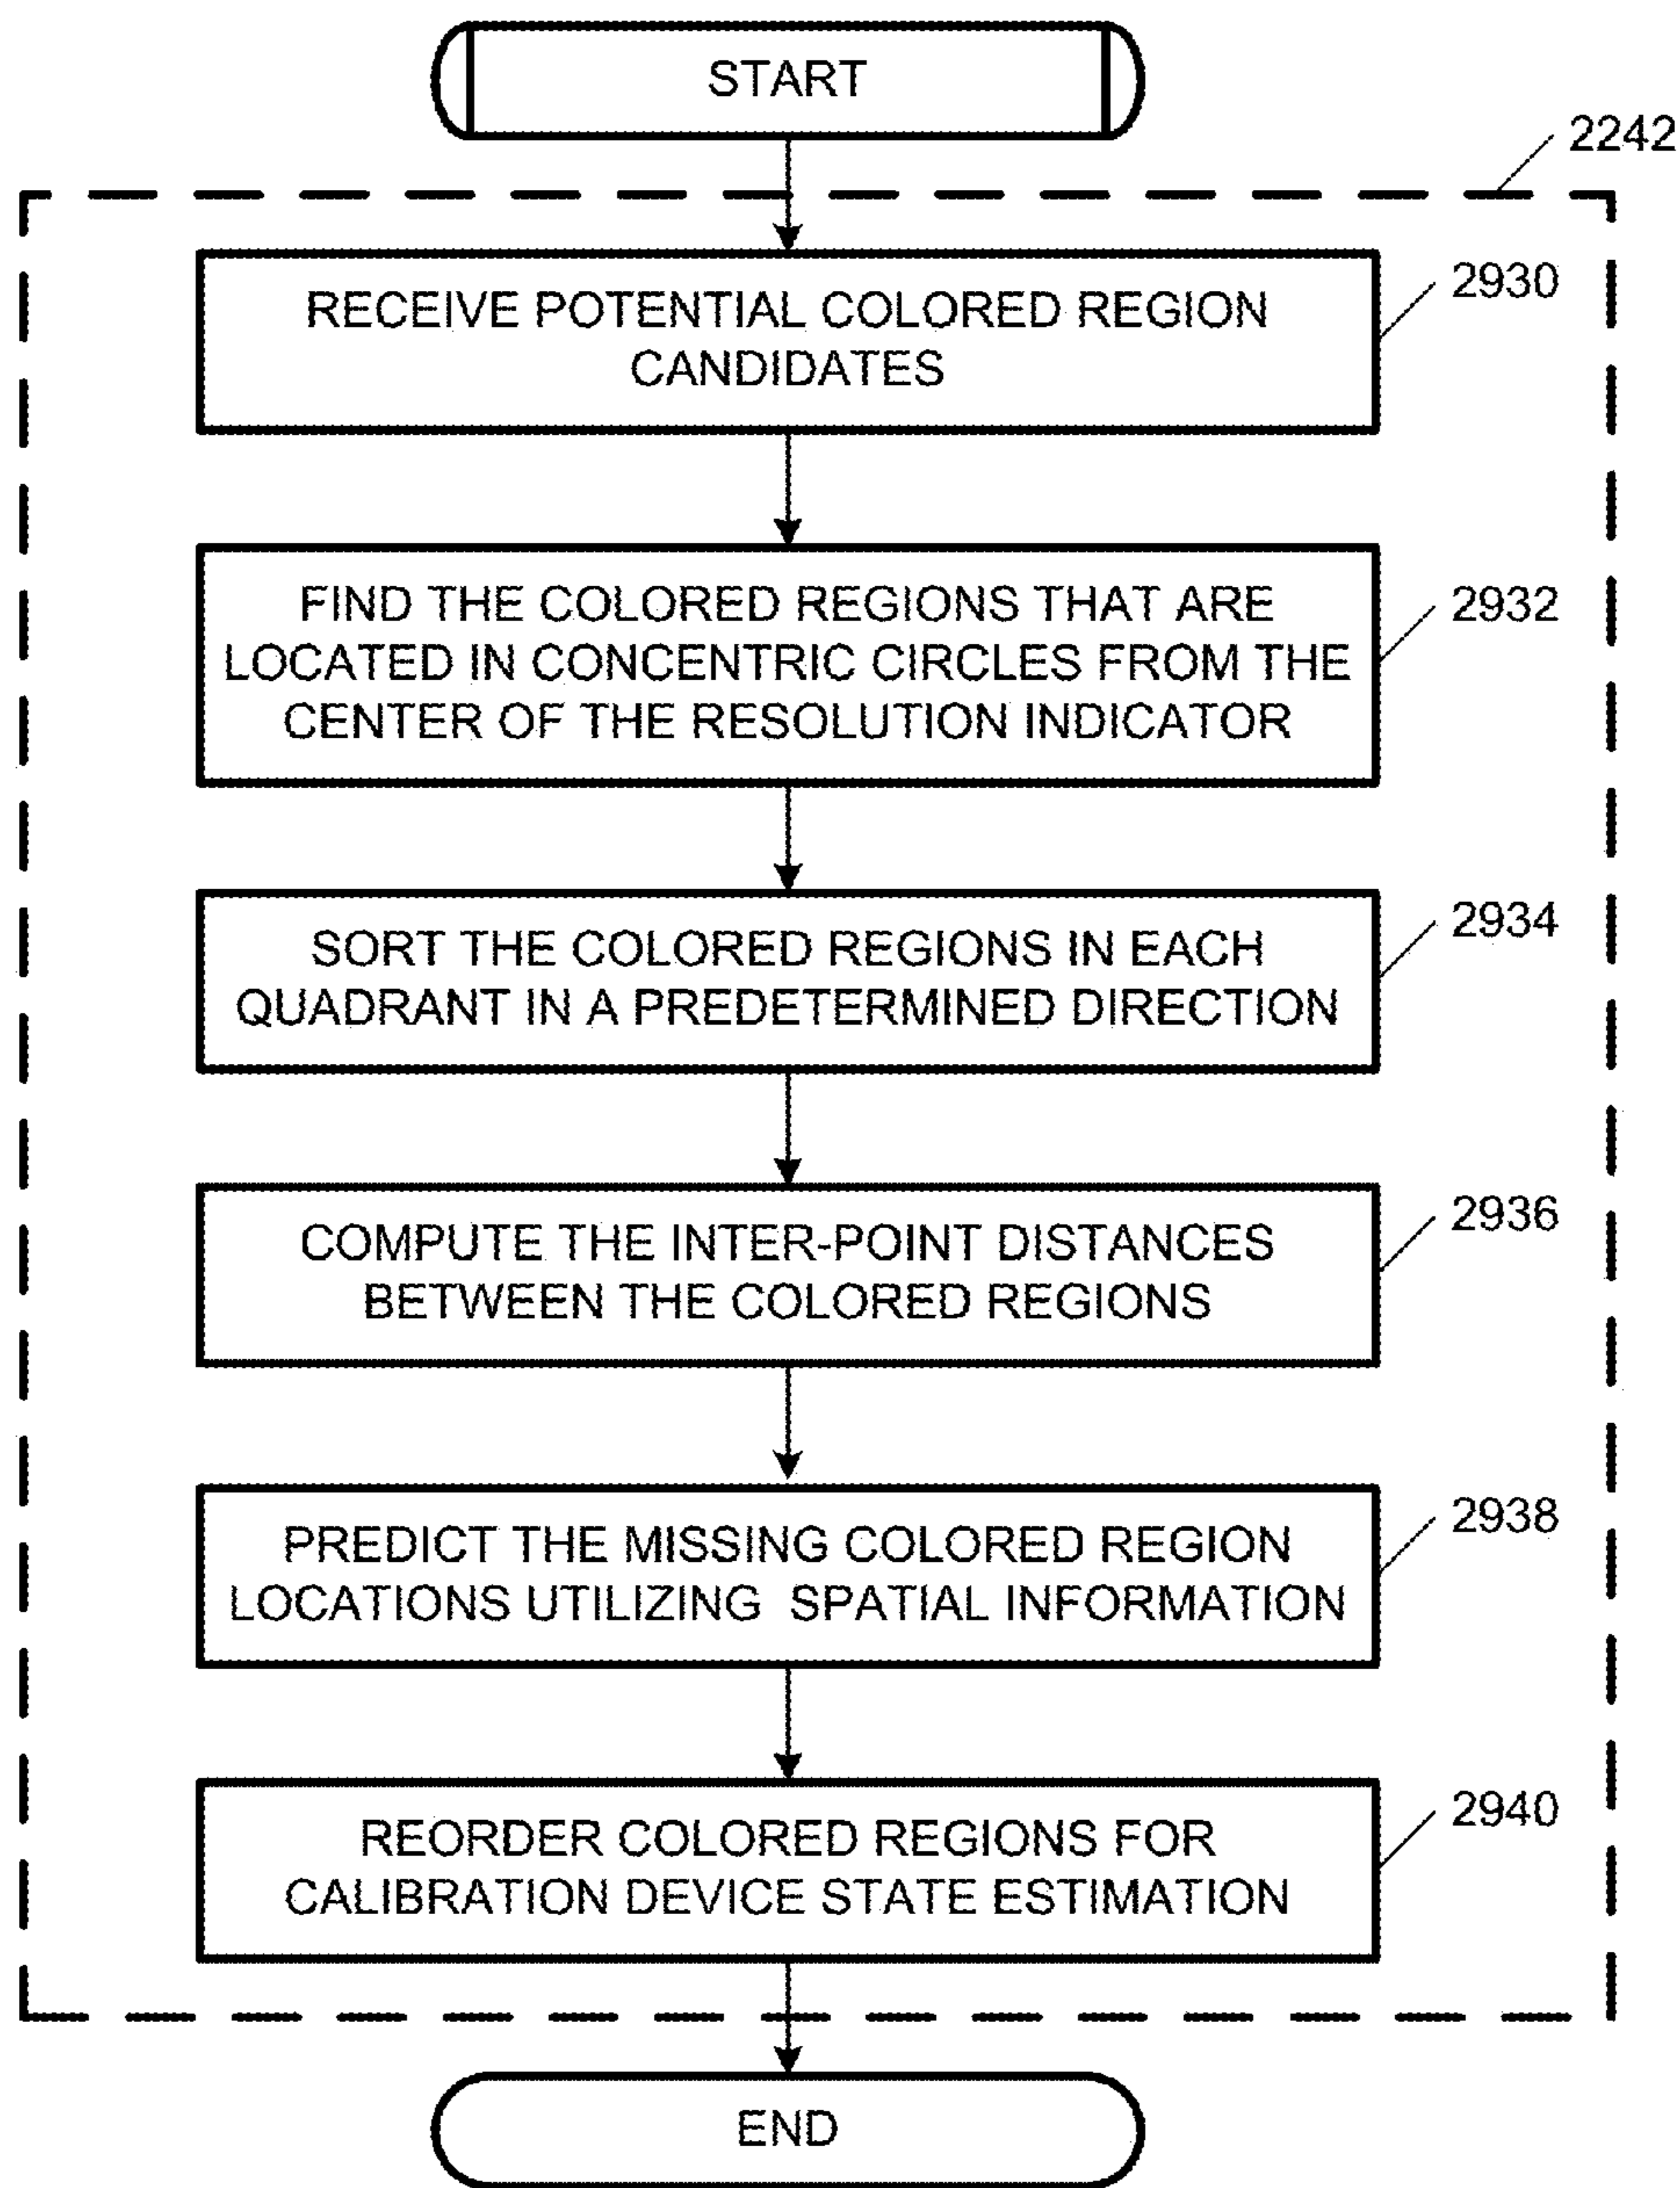 START
2242
RECEIVE POTENTIAL COLORED REGION
CANDIDATES
2930
FIND THE COLORED REGIONS THAT ARE
LOCATED IN CONCENTRIC CIRCLES FROM THE
CENTER OF THE RESOLUTION INDICATOR
2932
SORT THE COLORED REGIONS IN EACH
QUADRANT IN A PREDETERMINED DIRECTION
2934
COMPUTE THE INTER-POINT DISTANCES
BETWEEN THE COLORED REGIONS
2936
PREDICT THE MISSING COLORED REGION
LOCATIONS UTILIZING SPATIAL INFORMATION
2938
REORDER COLORED REGIONS FOR
CALIBRATION DEVICE STATE ESTIMATION
2940
END